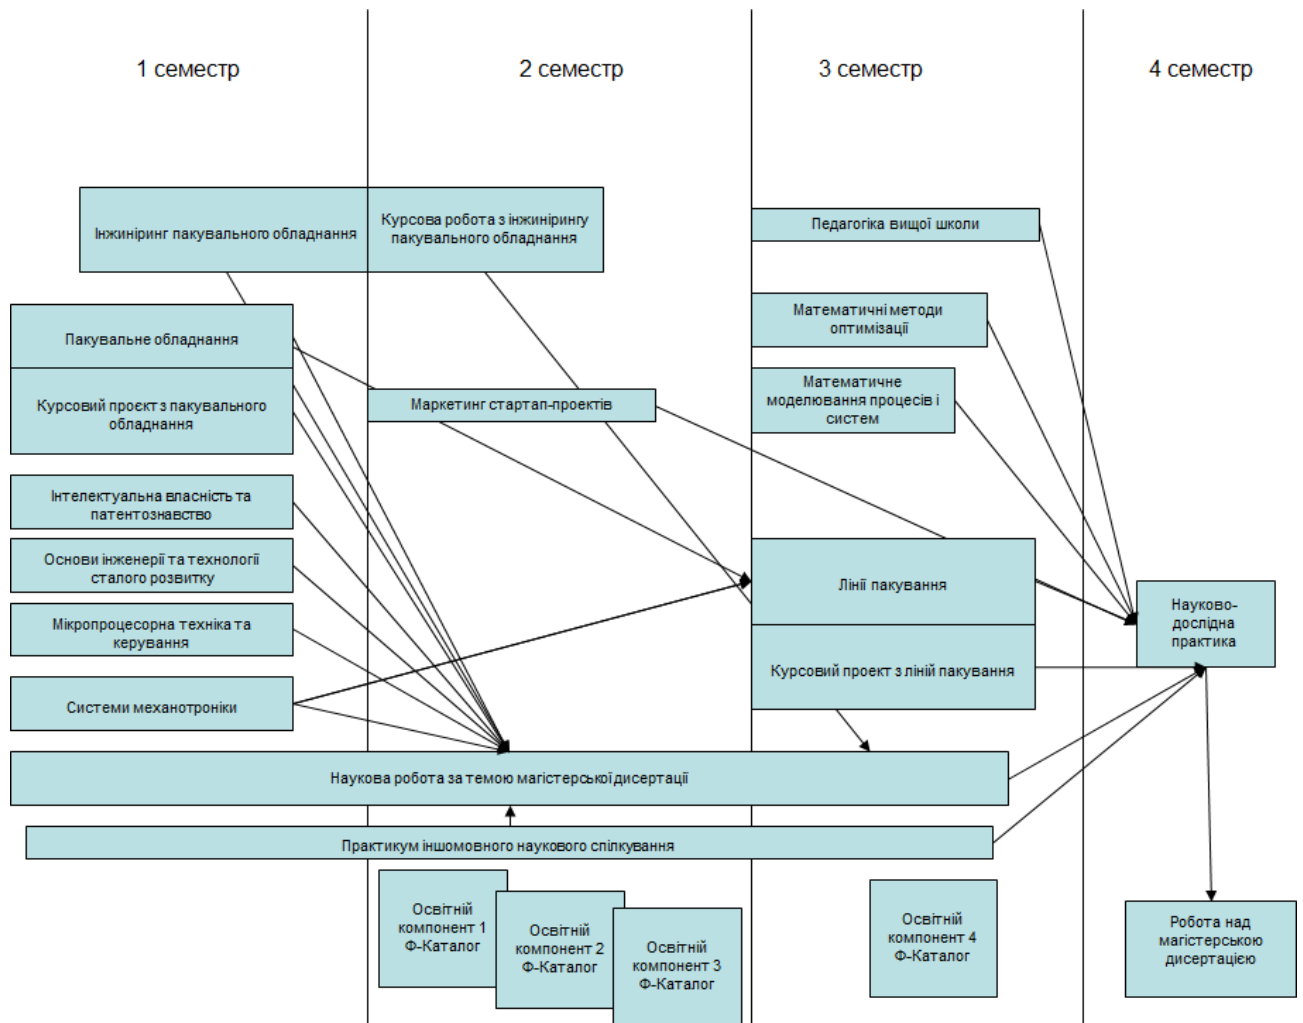 1 семестр
2 семестр
3 семестр
4 семестр
Інжиніринг пакувального обладнання
Курсова робота з інжинірингу
пакувального обладнання
Педагогіка вищої школи
Пакувальне обладнання
Математичні методи
оптимізації
Курсовий проєкт з пакувального
обладнання
Маркетинг стартап-проектів
Математичне
моделювання процесів і
систем
Інтелектуальна власність та
патентознавство
Основи інженерії та технології
сталого розвитку
Лінії пакування
Науково-
дослідна
практика
Мікропроцесорна техніка та
керування
Курсовий проект з ліній пакування
Системи механотроніки
Наукова робота за темою магістерської дисертації
Практикум іншомовного наукового спілкування
Освітній
компонент 1
Ф-Каталог
Освітній
компонент 2
Ф-Каталог
Освітній
компонент 3
Ф-Каталог
Освітній
компонент 4
Ф-Каталог
Робота над
магістерською
дисертацією